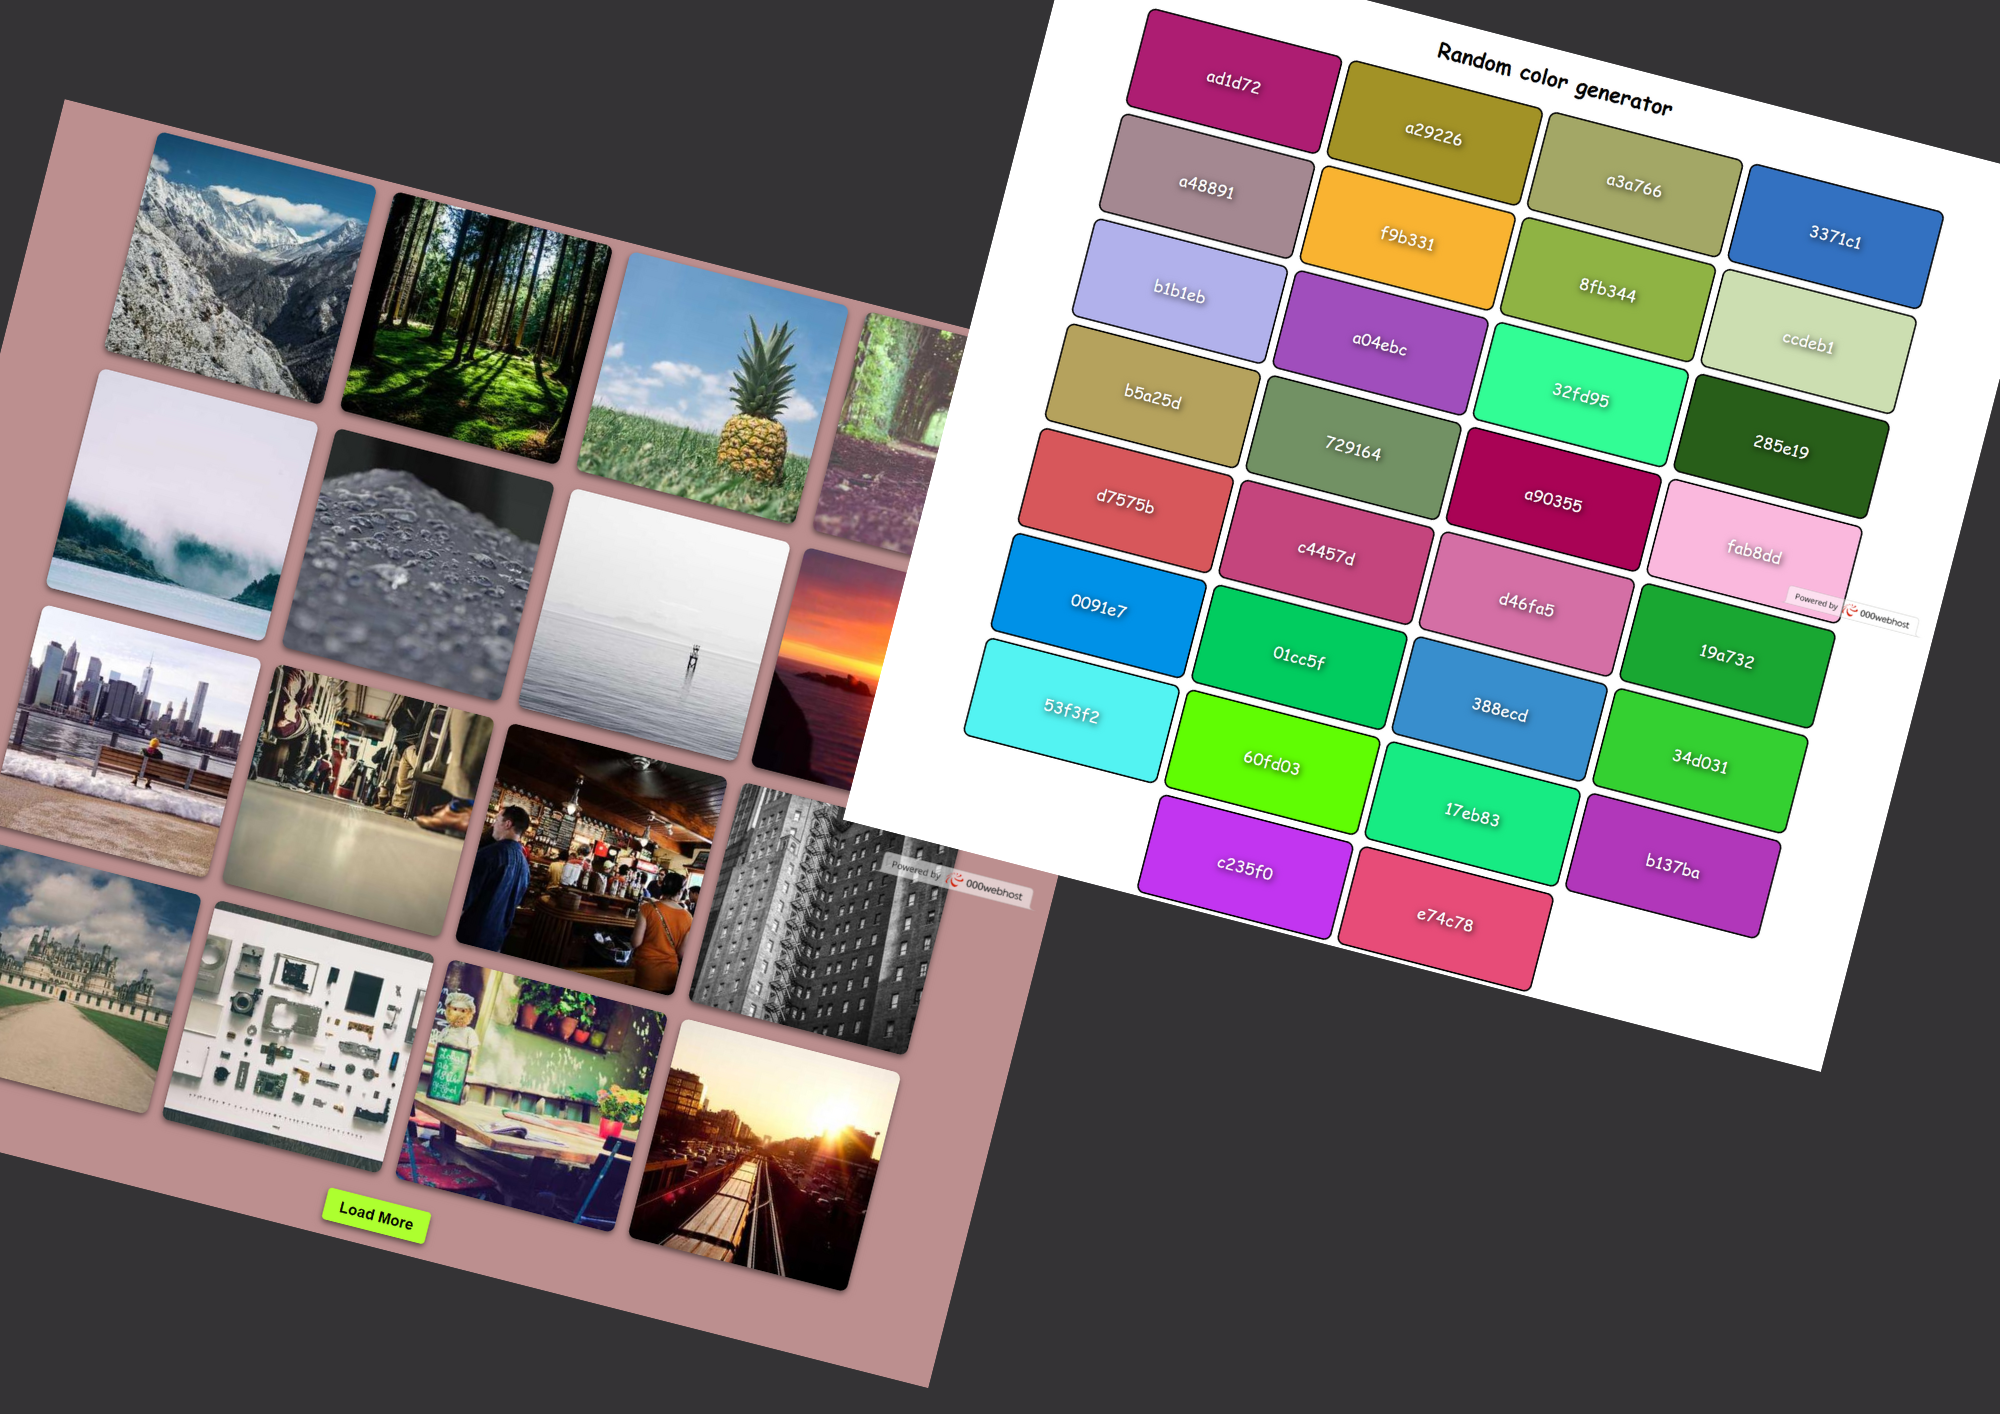 Random color generator
ad1d72
a29226
a3a766
3371c1
a48891
f9b331
8fb344
ccdeb1
b1b1eb
a04ebc
32fd95
285e19
b5a25d
729164
a90355
fab8dd
d7575b
c4457d
d46fa5
19a732
0091e7
01cc5f
388ecd
34d031
53f3f2
60fd03
17eb83
b137ba
c235f0
e74c78
Powered by 000webhost
Powered by 000webhost
Load More